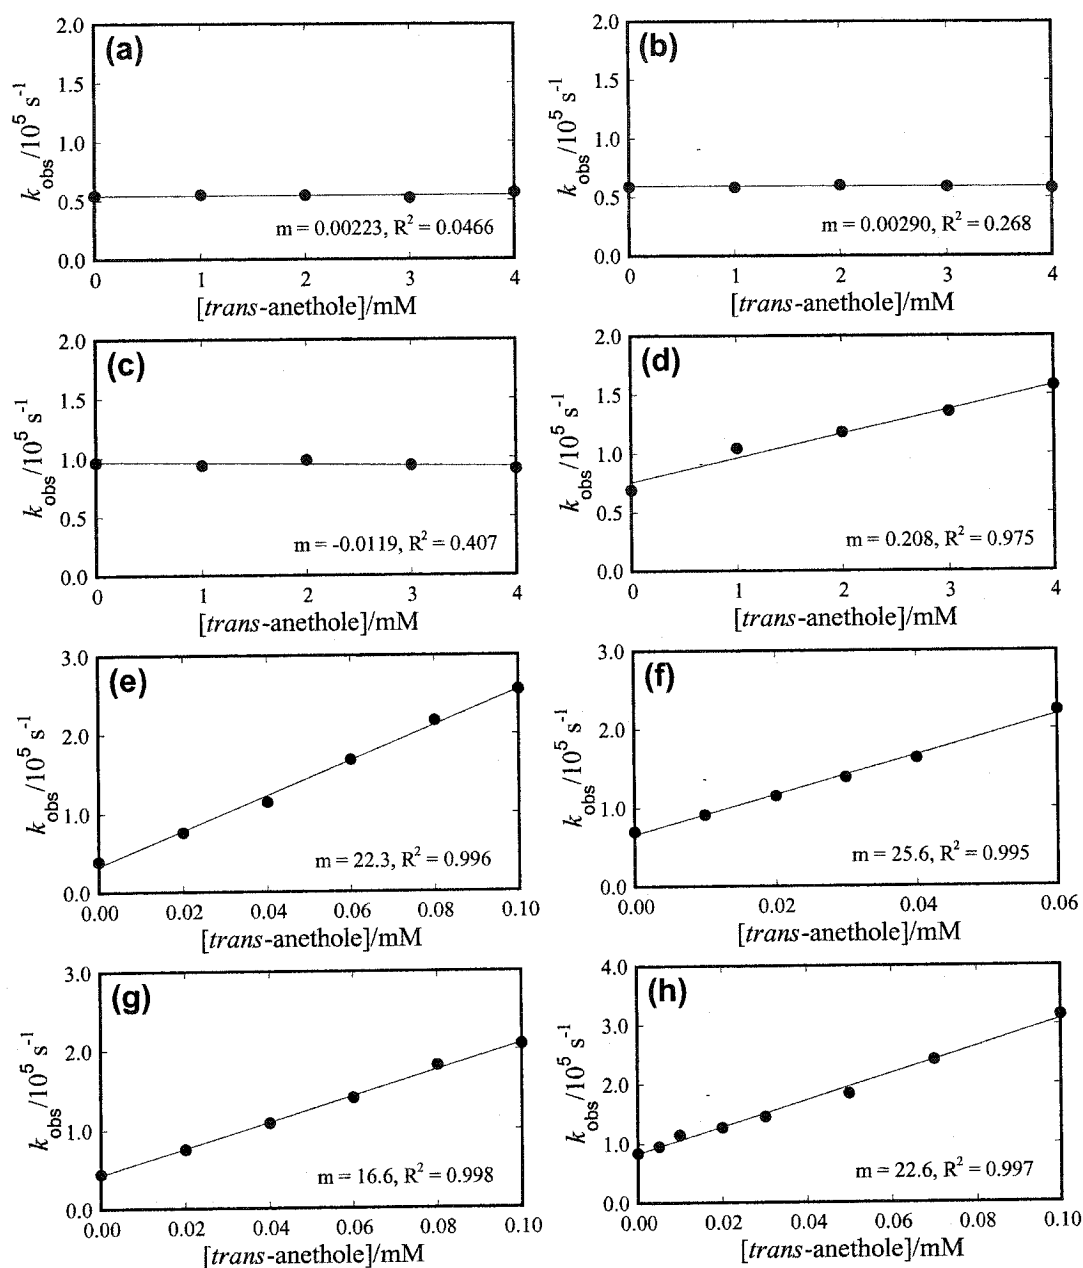 (a)
2.0
1.5
1.0
0.5
0.0
k_obs/10^5 s^-1
m = 0.00223, R^2 = 0.0466
0 1 2 3 4
[trans-anethole]/mM
(b)
2.0
1.5
1.0
0.5
0.0
k_obs/10^5 s^-1
m = 0.00290, R^2 = 0.268
0 1 2 3 4
[trans-anethole]/mM
(c)
2.0
1.5
1.0
0.5
0.0
k_obs/10^5 s^-1
m = -0.0119, R^2 = 0.407
0 1 2 3 4
[trans-anethole]/mM
(d)
2.0
1.5
1.0
0.5
0.0
k_obs/10^5 s^-1
m = 0.208, R^2 = 0.975
0 1 2 3 4
[trans-anethole]/mM
(e)
3.0
2.0
1.0
0.0
k_obs/10^5 s^-1
m = 22.3, R^2 = 0.996
0.00 0.02 0.04 0.06 0.08 0.10
[trans-anethole]/mM
(f)
3.0
2.0
1.0
0.0
k_obs/10^5 s^-1
m = 25.6, R^2 = 0.995
0.00 0.02 0.04 0.06
[trans-anethole]/mM
(g)
3.0
2.0
1.0
0.0
k_obs/10^5 s^-1
m = 16.6, R^2 = 0.998
0.00 0.02 0.04 0.06 0.08 0.10
[trans-anethole]/mM
(h)
4.0
3.0
2.0
1.0
0.0
k_obs/10^5 s^-1
m = 22.6, R^2 = 0.997
0.00 0.02 0.04 0.06 0.08 0.10
[trans-anethole]/mM